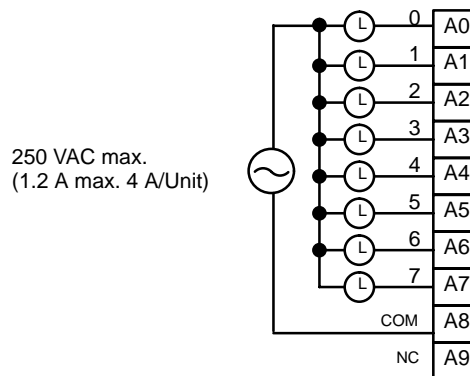 L 0 A0
L 1 A1
L 2 A2
L 3 A3
250 VAC max.
(1.2 A max. 4 A/Unit)
L 4 A4
L 5 A5
L 6 A6
L 7 A7
COM A8
NC A9